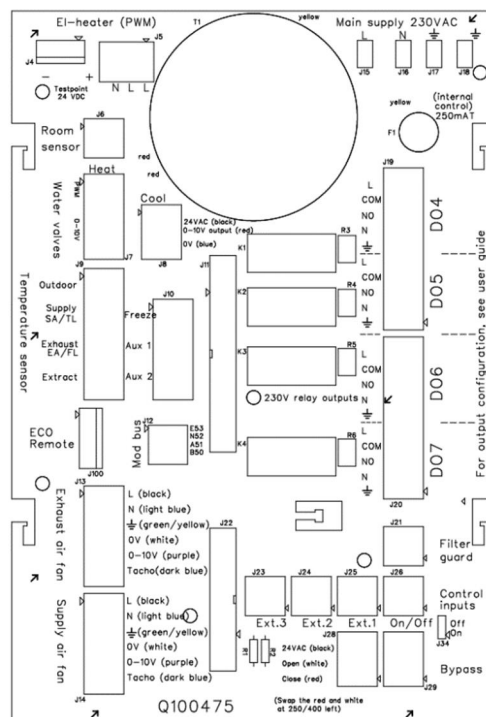 El-heater (PWM)
T1
yellow
Main supply 230VAC
J4
J5
L
N
J15
J16
J17
J18
- +
N L L
Testpoint
24 VDC
yellow
(internal
control)
250mAT
F1
J6
Room
sensor
red
red
Heat
Cool
J19
Water valves
PWM
0-10V
J7
J8
24VAC (black)
0-10V output (red)
0V (blue)
L
COM
NO
N
DO4
K1
R3
J9
J10
J11
Temperature sensor
Outdoor
Supply
SA/TL
Exhaust
EA/FL
Extract
Freeze
Aux 1
Aux 2
L
COM
NO
N
DO5
K2
R4
K3
R5
L
COM
NO
N
DO6
230V relay outputs
K4
R6
L
COM
NO
N
DO7
For output configuration, see user guide
ECO
Remote
J100
Mod bus
J12
E53
N52
A51
B50
J20
J13
Exhaust air fan
L (black)
N (light blue)
(green/yellow)
0V (white)
0-10V (purple)
Tacho(dark blue)
J22
J21
Filter
guard
J23
J24
J25
J26
Ext.3
Ext.2
Ext.1
On/Off
Control
inputs
Off
On
J34
Supply air fan
L (black)
N (light blue)
(green/yellow)
0V (white)
0-10V (purple)
Tacho (dark blue)
J14
R1
R2
J28
24VAC (black)
Open (white)
Close (red)
J29
Bypass
(Swap the red and white
at 250/400 left)
Q100475